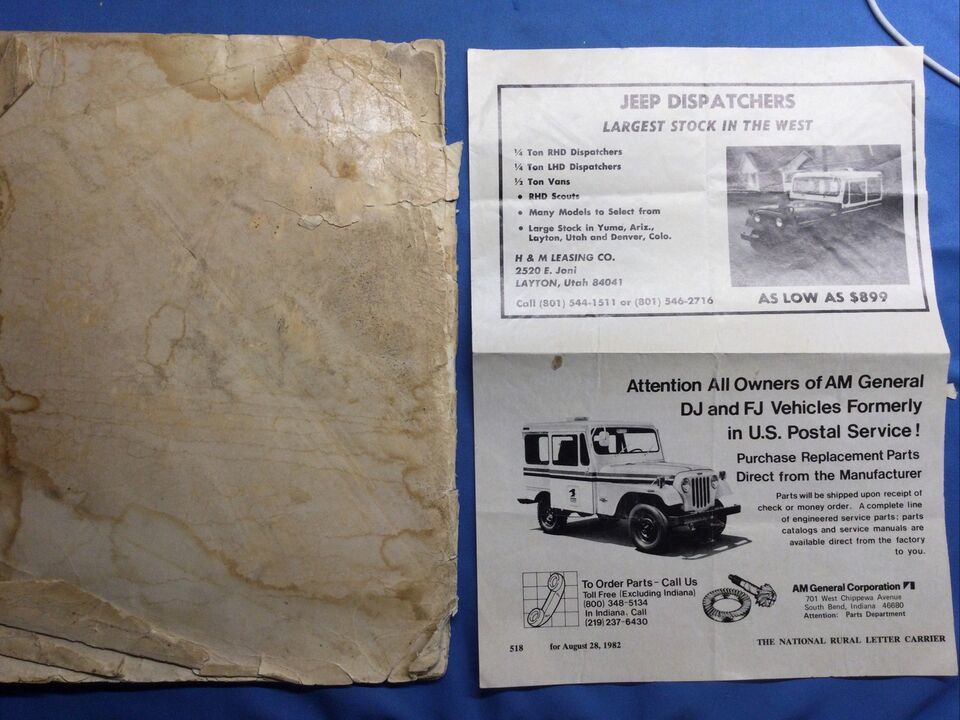 JEEP DISPATCHERS
LARGEST STOCK IN THE WEST
¼ Ton RHD Dispatchers
¼ Ton LHD Dispatchers
½ Ton Vans
• RHD Scouts
• Many Models to Select from
• Large Stock in Yuma, Ariz.,
Layton, Utah and Denver, Colo.
H & M LEASING CO.
2520 E. Joni
LAYTON, Utah 84041
Call (801) 544-1511 or (801) 546-2716
AS LOW AS $899
Attention All Owners of AM General
DJ and FJ Vehicles Formerly
in U.S. Postal Service!
Purchase Replacement Parts
Direct from the Manufacturer
Parts will be shipped upon receipt of
check or money order. A complete line
of engineered service parts; parts
catalogs and service manuals are
available direct from the factory
to you.
To Order Parts - Call Us
Toll Free (Excluding Indiana)
(800) 348-5134
In Indiana, Call
(219) 237-6430
AM General Corporation
701 West Chippewa Avenue
South Bend, Indiana 46680
Attention: Parts Department
518 for August 28, 1982
THE NATIONAL RURAL LETTER CARRIER